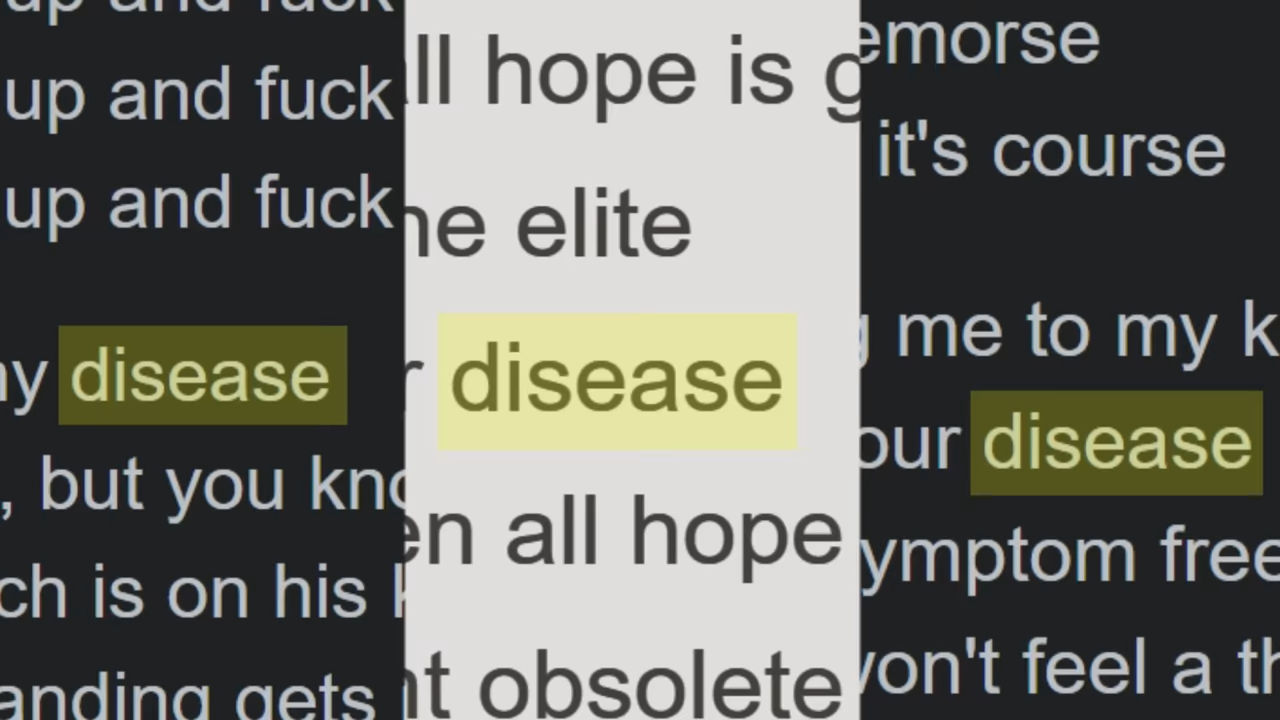 up and fuck
up and fuck
up and fuck
my disease
, but you kno
ch is on his
anding gets
all hope is g
he elite
r disease
en all hope
nt obsolete
emorse
it's course
g me to my k
our disease
ymptom free
won't feel a th